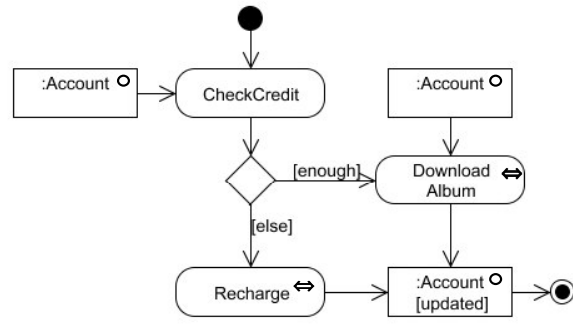 :Account
:Account
CheckCredit
[enough]
Download
Album
[else]
Recharge
:Account
[updated]